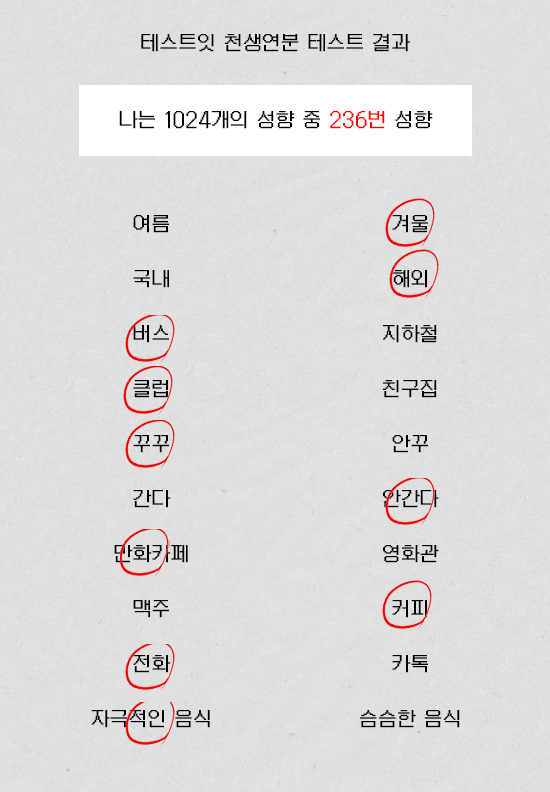 테스트잇 천생연분 테스트 결과
나는 1024개의 성향 중 236번 성향
여름 겨울
국내 해외
버스 지하철
클럽 친구집
꾸꾸 안꾸
간다 안간다
만화카페 영화관
맥주 커피
전화 카톡
자극적인 음식 슴슴한 음식